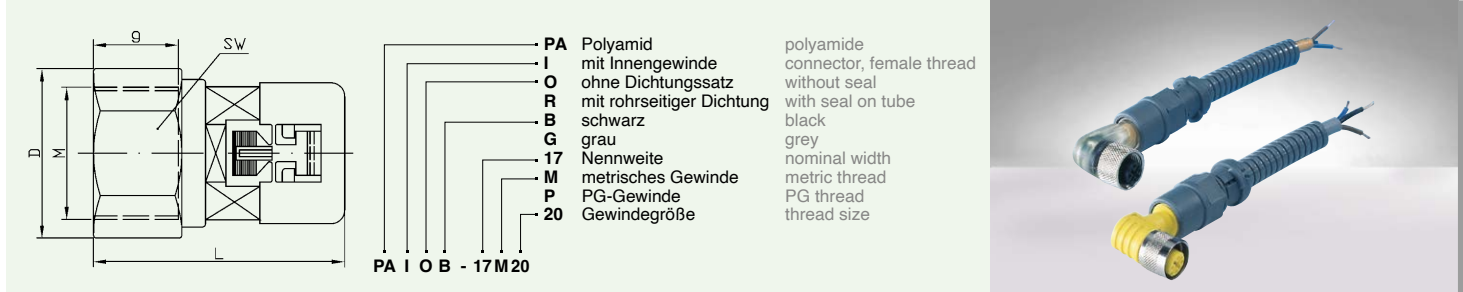 g
SW
D
M
L
PA Polyamid polyamide
I mit Innengewinde connector, female thread
O ohne Dichtungssatz without seal
R mit rohrseitiger Dichtung with seal on tube
B schwarz black
G grau grey
17 Nennweite nominal width
M metrisches Gewinde metric thread
P PG-Gewinde PG thread
20 Gewindegröße thread size
PA I O B - 17 M 20